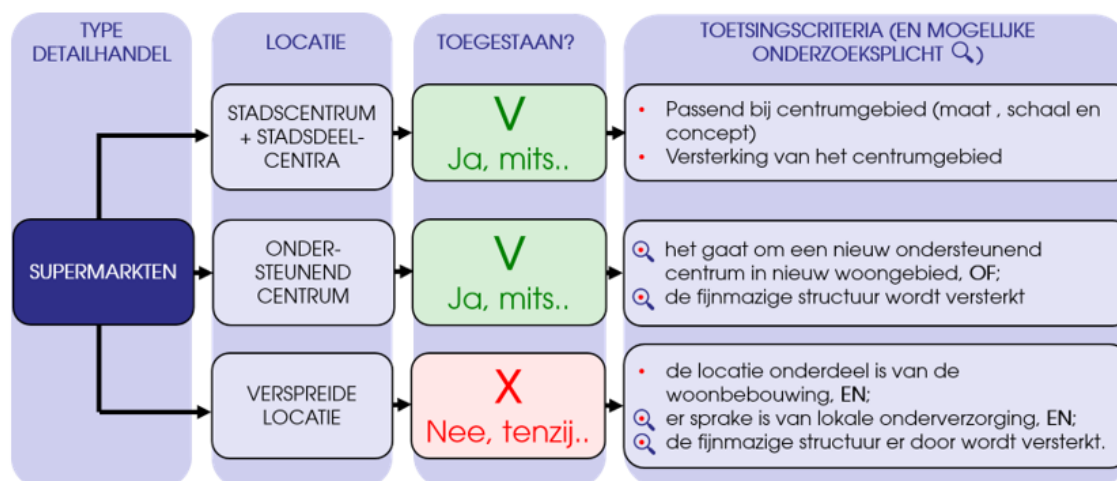 TYPE
DETAILHANDEL
LOCATIE
TOEGESTAAN?
TOETSINGSCRITERIA (EN MOGELIJKE
ONDERZOEKSPLICHT )
SUPERMARKTEN
STADSCENTRUM
+ STADSDEEL-
CENTRA
V
Ja, mits..
• Passend bij centrumgebied (maat , schaal en
concept)
• Versterking van het centrumgebied
ONDER-
STEUNEND
CENTRUM
V
Ja, mits..
het gaat om een nieuw ondersteunend
centrum in nieuw woongebied, OF;
de fijnmazige structuur wordt versterkt
VERSPREIDE
LOCATIE
X
Nee, tenzij..
• de locatie onderdeel is van de
woonbebouwing, EN;
er sprake is van lokale onderverzorging, EN;
de fijnmazige structuur er door wordt versterkt.